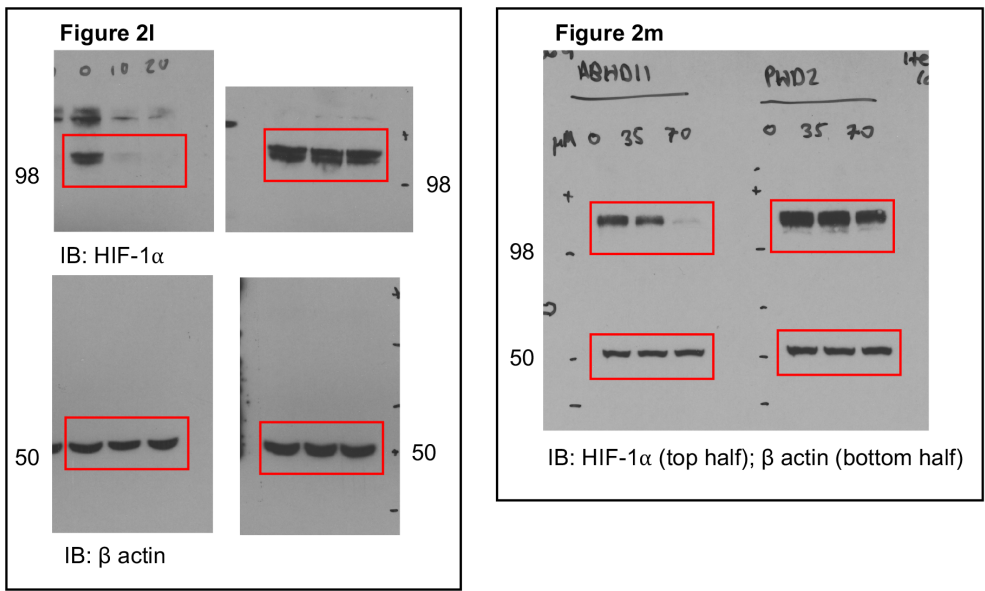 Figure 2l
0 10 20
98
98
IB: HIF-1α
50
50
IB: β actin
Figure 2m
ABHD11
PHD2
μM 0 35 70
0 35 70
98
50
IB: HIF-1α (top half); β actin (bottom half)